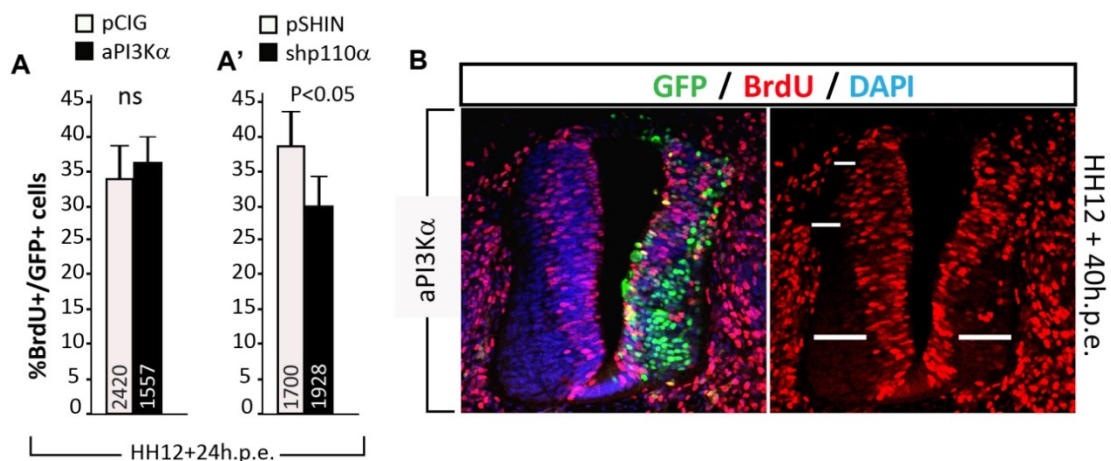 pCIG
aPI3Kα
pSHIN
shp110α
A
A'
B
ns
P<0.05
%BrdU+/GFP+ cells
45
40
35
30
25
20
15
10
5
0
2420
1557
45
40
35
30
25
20
15
10
5
0
1700
1928
HH12+24h.p.e.
GFP / BrdU / DAPI
aPI3Kα
HH12 + 40h.p.e.